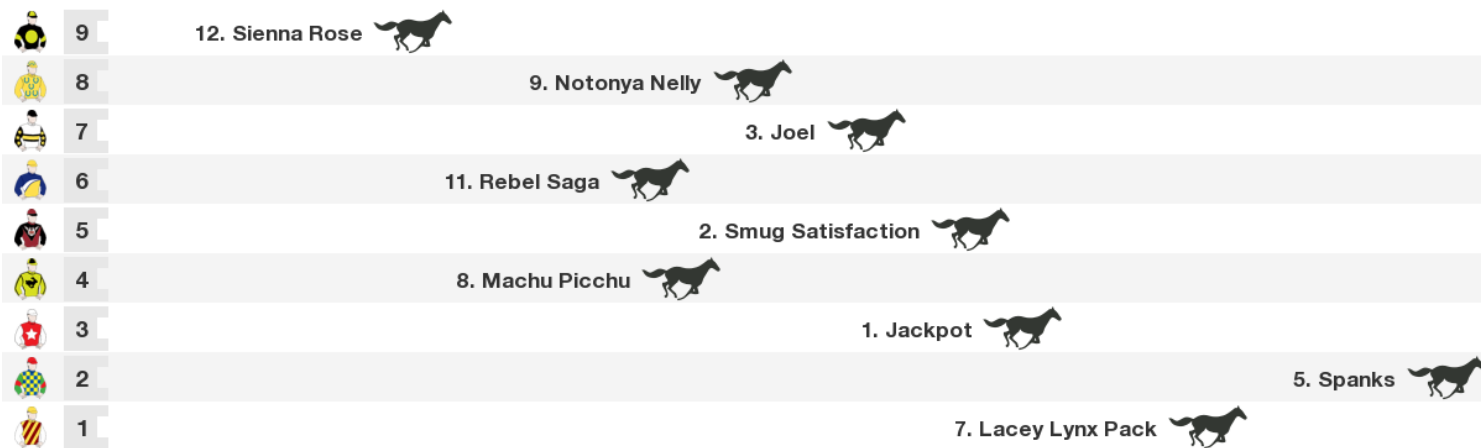 9 12. Sienna Rose
8 9. Notonya Nelly
7 3. Joel
6 11. Rebel Saga
5 2. Smug Satisfaction
4 8. Machu Picchu
3 1. Jackpot
2 5. Spanks
1 7. Lacey Lynx Pack